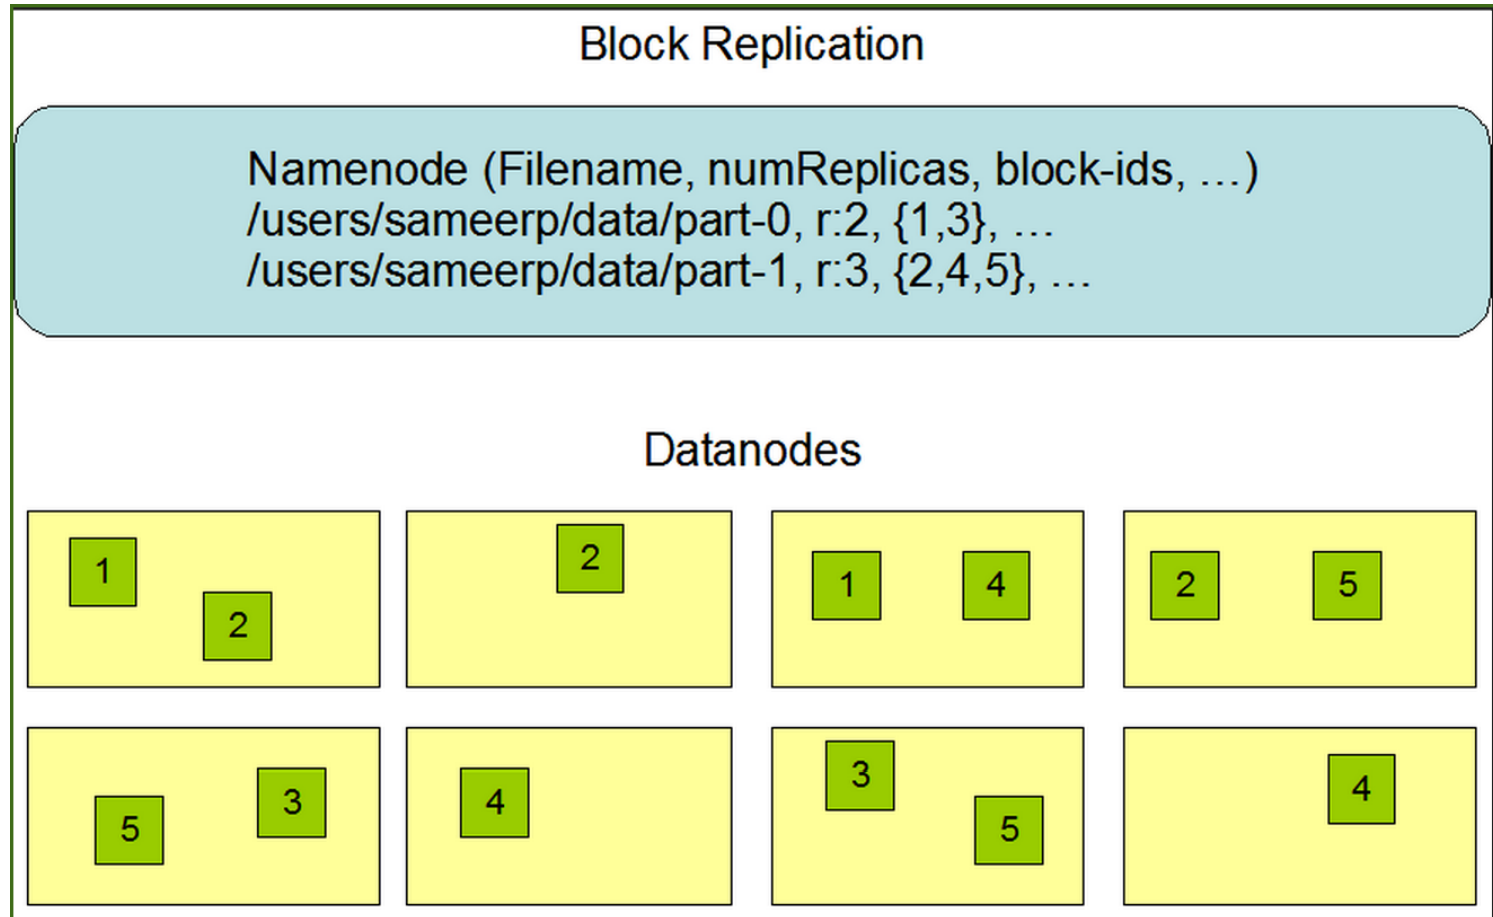 Block Replication
Namenode (Filename, numReplicas, block-ids, …)
/users/sameerp/data/part-0, r:2, {1,3}, …
/users/sameerp/data/part-1, r:3, {2,4,5}, …
Datanodes
1
2
2
1 4
2 5
5 3
4
3
5
4